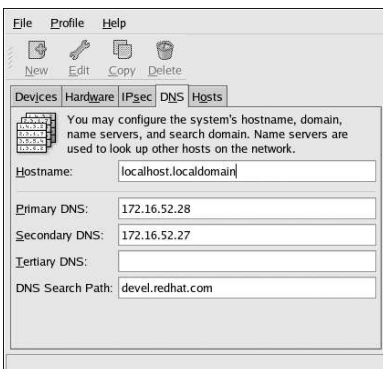 File Profile Help
New Edit Copy Delete
Devices Hardware IPsec DNS Hosts
You may configure the system's hostname, domain,
name servers, and search domain. Name servers are
used to look up other hosts on the network.
Hostname: localhost.localdomain
Primary DNS: 172.16.52.28
Secondary DNS: 172.16.52.27
Tertiary DNS:
DNS Search Path: devel.redhat.com